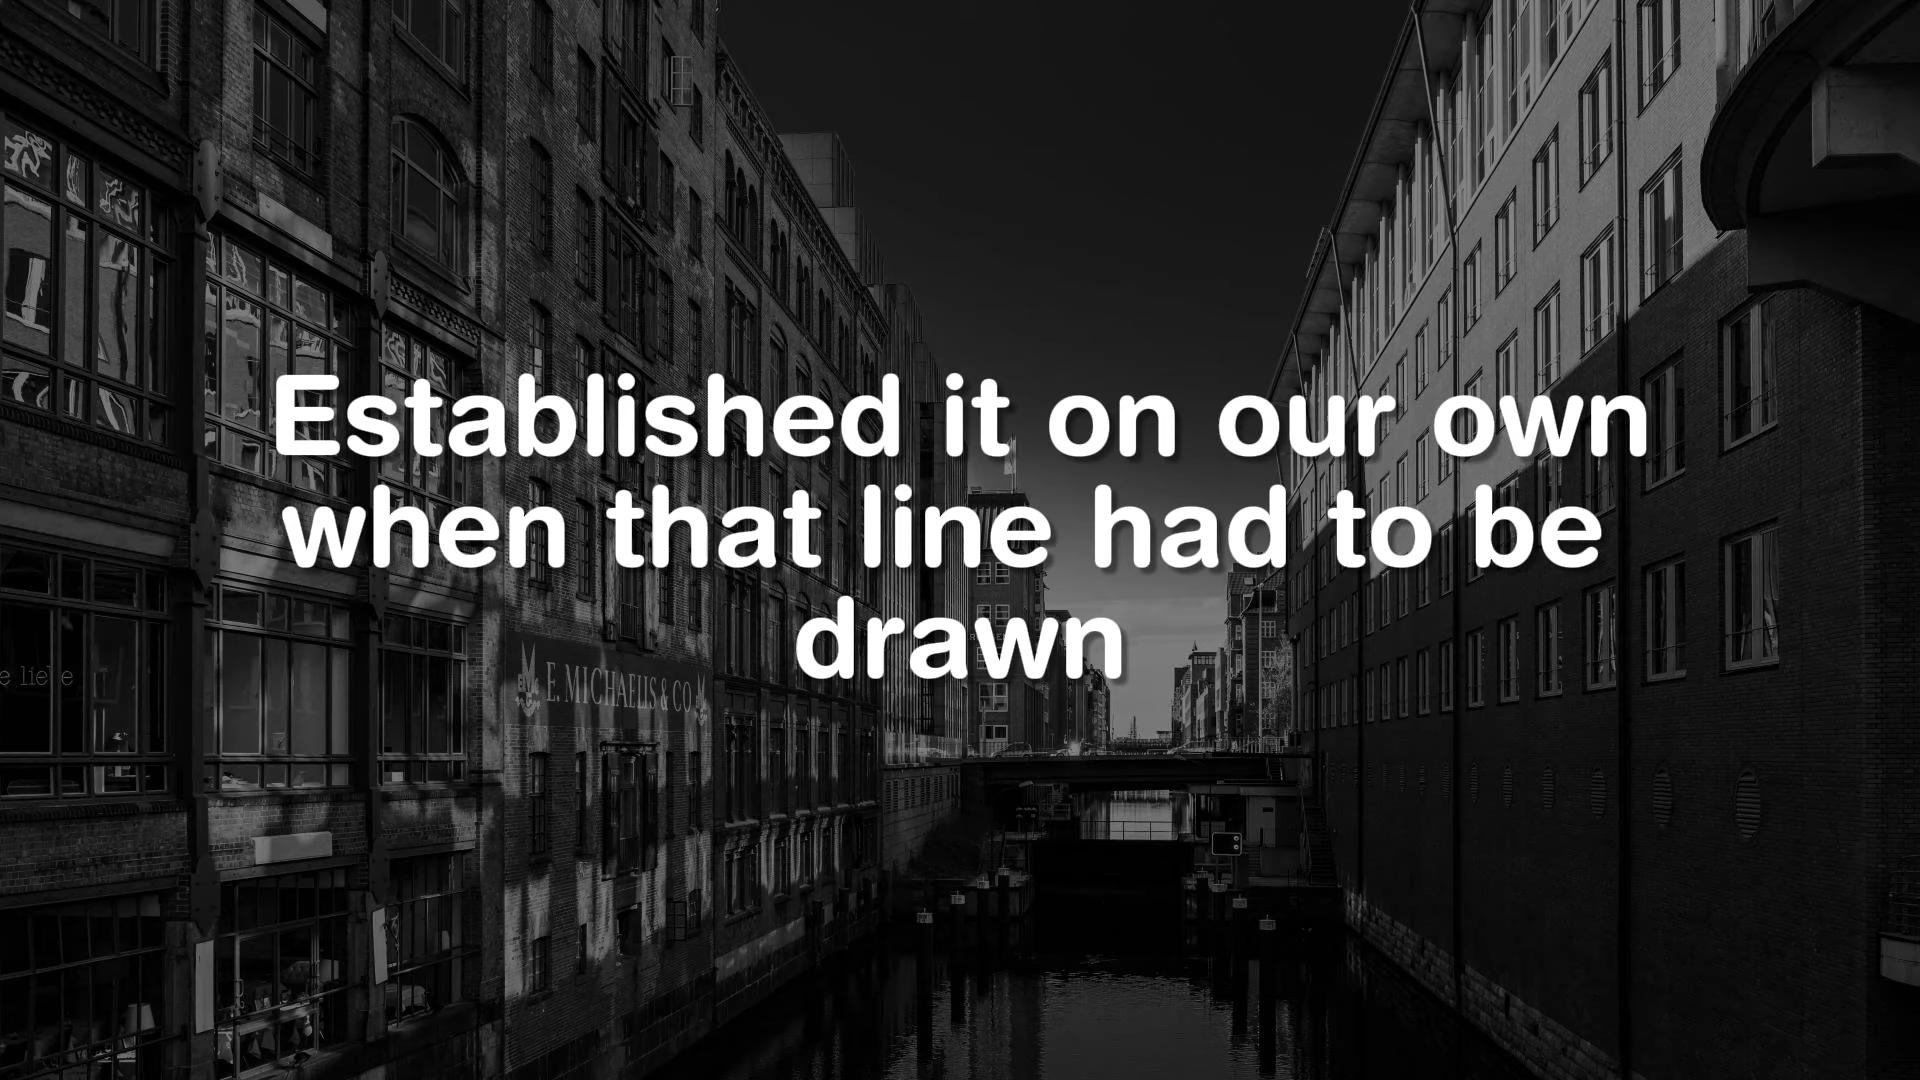 Established it on our own
when that line had to be
drawn
E. MICHAELIS & CO.